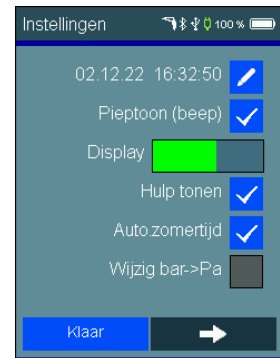 Instellingen 100 %
02.12.22 16:32:50
Pieptoon (beep)
Display
Hulp tonen
Auto.zomertijd
Wijzig bar->Pa
Klaar